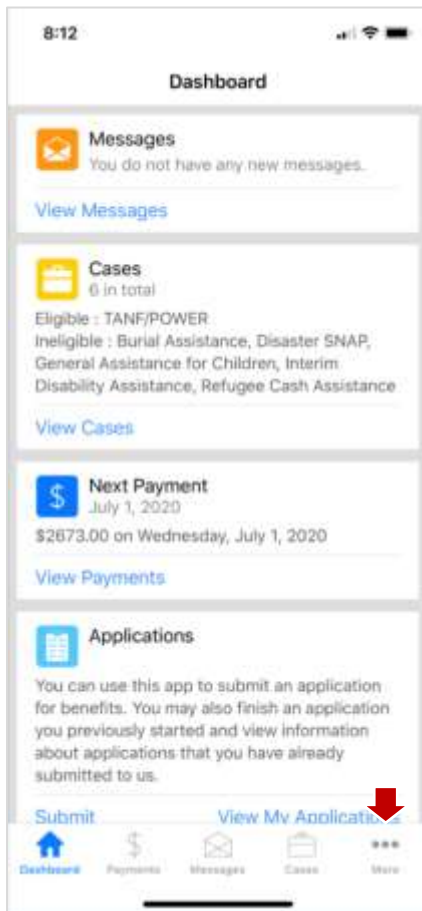 8:12
Dashboard
Messages
You do not have any new messages.
View Messages
Cases
6 in total
Eligible : TANF/POWER
Ineligible : Burial Assistance, Disaster SNAP,
General Assistance for Children, Interim
Disability Assistance, Refugee Cash Assistance
View Cases
$ Next Payment
July 1, 2020
$2673.00 on Wednesday, July 1, 2020
View Payments
Applications
You can use this app to submit an application
for benefits. You may also finish an application
you previously started and view information
about applications that you have already
submitted to us.
Submit View My Applications
Dashboard Payments Messages Cases More